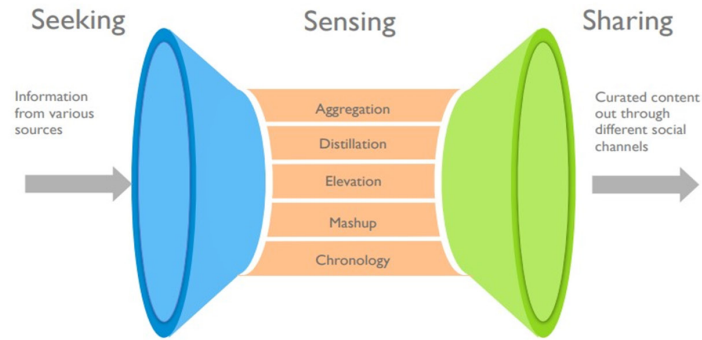 Seeking
Sensing
Sharing
Information
from various
sources
Aggregation
Distillation
Elevation
Mashup
Chronology
Curated content
out through
different social
channels